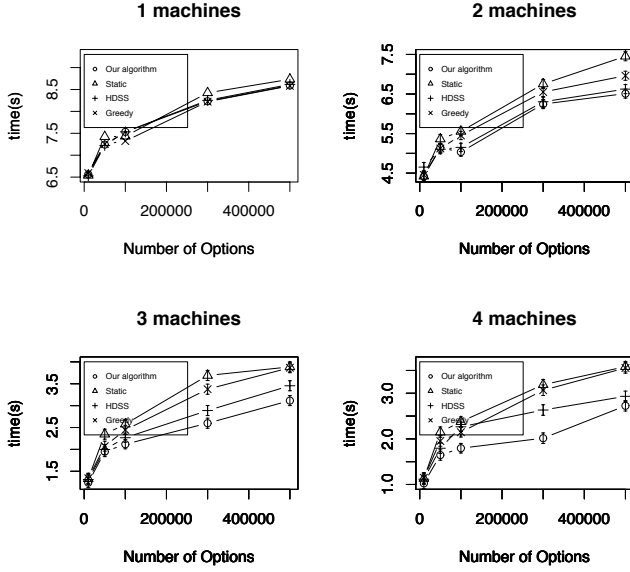 1 machines
time(s)
8.5
7.5
6.5
Our algorithm
Static
HDSS
Greedy
0
200000
400000
Number of Options
2 machines
time(s)
7.5
6.5
5.5
4.5
Our algorithm
Static
HDSS
Greedy
0
200000
400000
Number of Options
3 machines
time(s)
3.5
2.5
1.5
Our algorithm
Static
HDSS
Greedy
0
200000
400000
Number of Options
4 machines
time(s)
3.0
2.0
1.0
Our algorithm
Static
HDSS
Greedy
0
200000
400000
Number of Options